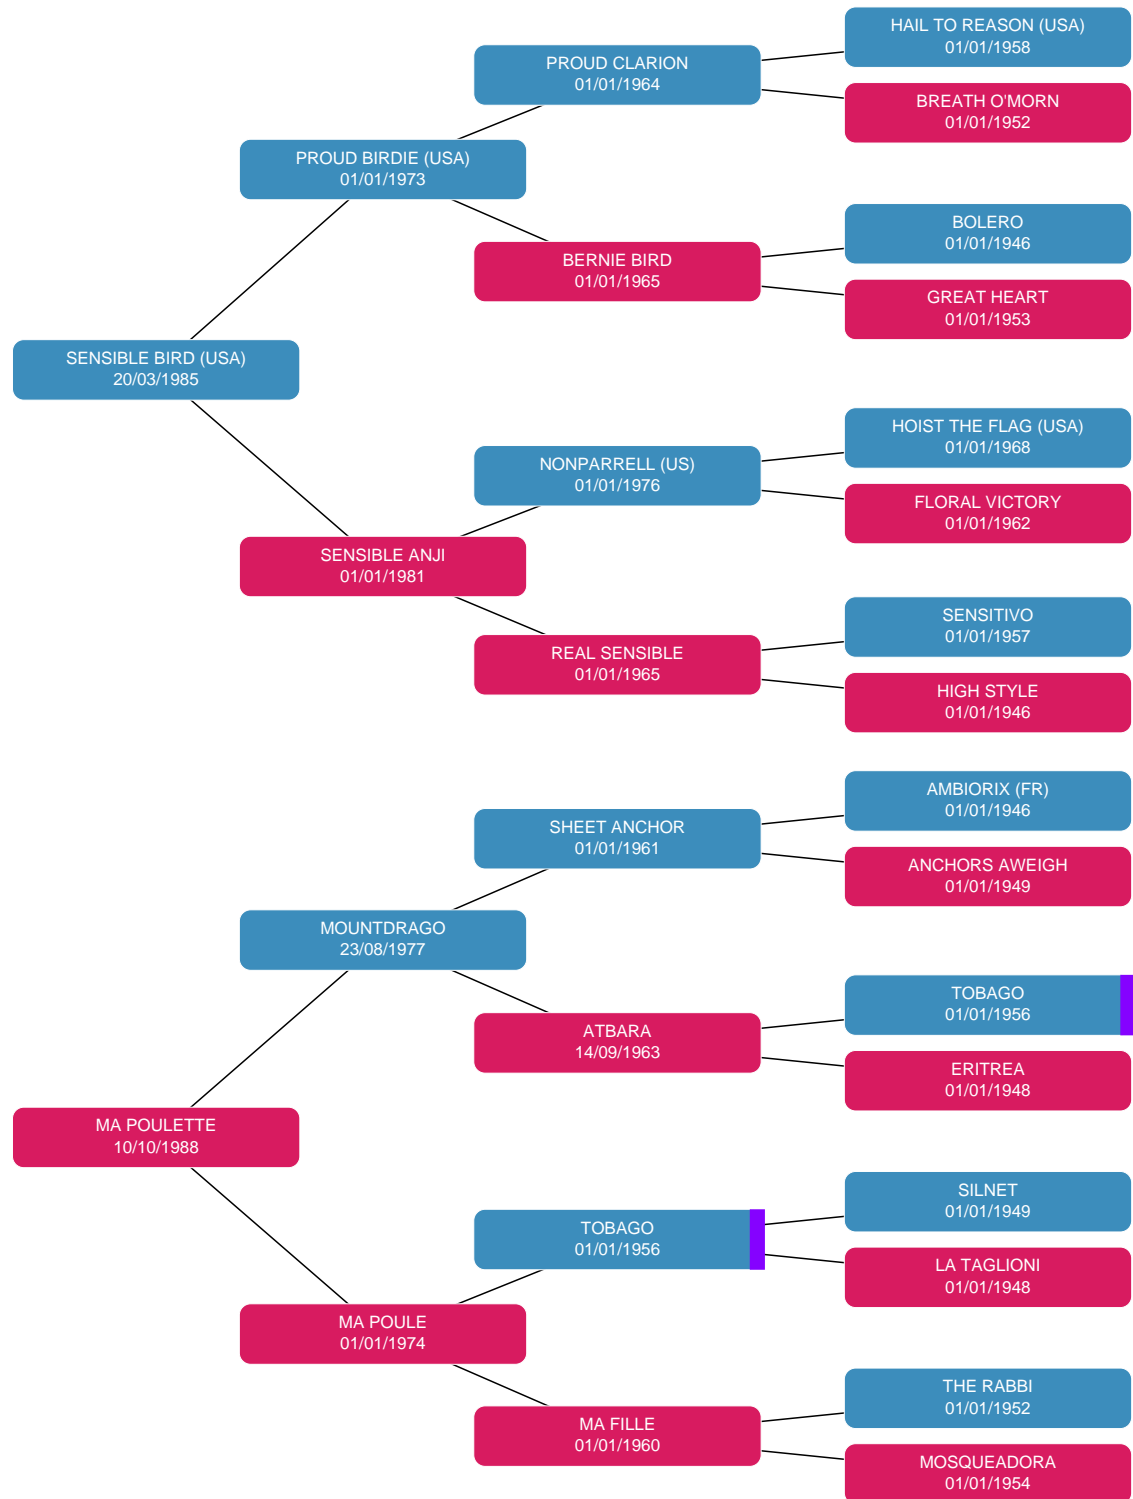 HAIL TO REASON (USA)
01/01/1958
PROUD CLARION
01/01/1964
BREATH O'MORN
01/01/1952
PROUD BIRDIE (USA)
01/01/1973
BOLERO
01/01/1946
BERNIE BIRD
01/01/1965
GREAT HEART
01/01/1953
SENSIBLE BIRD (USA)
20/03/1985
HOIST THE FLAG (USA)
01/01/1968
NONPARRELL (US)
01/01/1976
FLORAL VICTORY
01/01/1962
SENSIBLE ANJI
01/01/1981
SENSITIVO
01/01/1957
REAL SENSIBLE
01/01/1965
HIGH STYLE
01/01/1946
AMBIORIX (FR)
01/01/1946
SHEET ANCHOR
01/01/1961
ANCHORS AWEIGH
01/01/1949
MOUNTDRAGO
23/08/1977
TOBAGO
01/01/1956
ATBARA
14/09/1963
ERITREA
01/01/1948
MA POULETTE
10/10/1988
SILNET
01/01/1949
TOBAGO
01/01/1956
LA TAGLIONI
01/01/1948
MA POULE
01/01/1974
THE RABBI
01/01/1952
MA FILLE
01/01/1960
MOSQUEADORA
01/01/1954